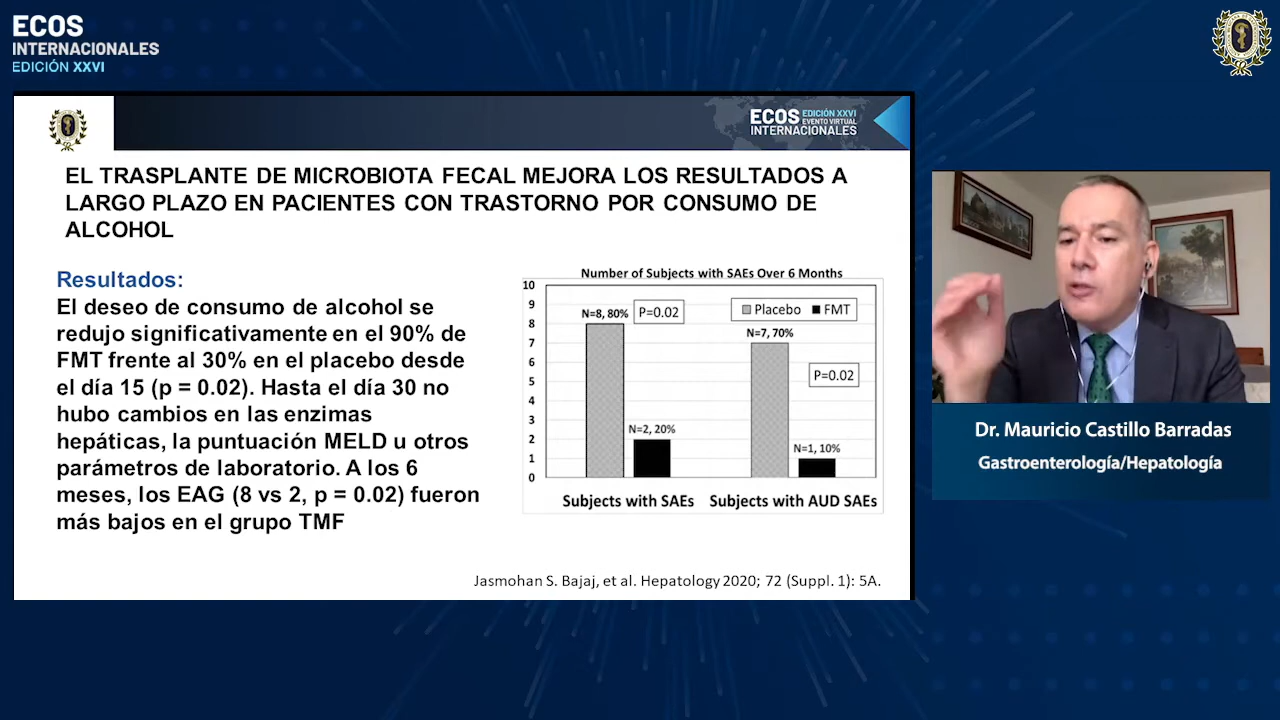 ECOS
INTERNACIONALES
EDICIÓN XXVI
ECOS EDICIÓN XXVI
EVENTO VIRTUAL
INTERNACIONALES
EL TRASPLANTE DE MICROBIOTA FECAL MEJORA LOS RESULTADOS A
LARGO PLAZO EN PACIENTES CON TRASTORNO POR CONSUMO DE
ALCOHOL
Resultados:
El deseo de consumo de alcohol se
redujo significativamente en el 90% de
FMT frente al 30% en el placebo desde
el día 15 (p = 0.02). Hasta el día 30 no
hubo cambios en las enzimas
hepáticas, la puntuación MELD u otros
parámetros de laboratorio. A los 6
meses, los EAG (8 vs 2, p = 0.02) fueron
más bajos en el grupo TMF
Number of Subjects with SAEs Over 6 Months
10
9
8
7
6
5
4
3
2
1
0
N=8, 80%
P=0.02
Placebo FMT
N=7, 70%
P=0.02
N=2, 20%
N=1, 10%
Subjects with SAEs
Subjects with AUD SAEs
Jasmohan S. Bajaj, et al. Hepatology 2020; 72 (Suppl. 1): 5A.
Dr. Mauricio Castillo Barradas
Gastroenterología/Hepatología